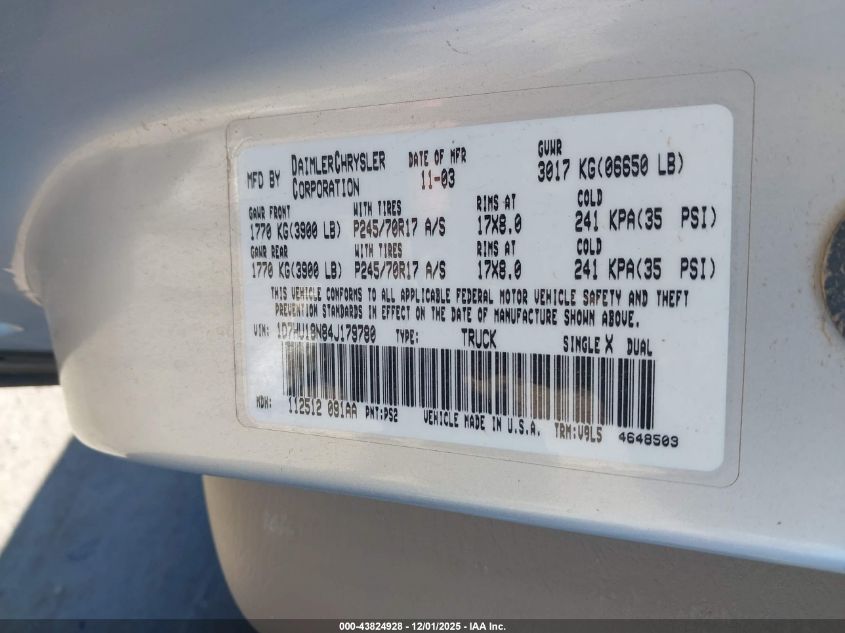 MFD BY DAIMLERCHRYSLER CORPORATION
DATE OF MFR 11-03
GVWR 3017 KG(06650 LB)
GAWR FRONT WITH TIRES RIMS AT COLD
1770 KG(3900 LB) P245/70R17 A/S 17X8.0 241 KPA(35 PSI)
GAWR REAR WITH TIRES RIMS AT COLD
1770 KG(3900 LB) P245/70R17 A/S 17X8.0 241 KPA(35 PSI)
THIS VEHICLE CONFORMS TO ALL APPLICABLE FEDERAL MOTOR VEHICLE SAFETY AND THEFT
PREVENTION STANDARDS IN EFFECT ON THE DATE OF MANUFACTURE SHOWN ABOVE.
VIN: 1D7HU18N84J179780 TYPE: TRUCK SINGLE X DUAL
MDH: 112512 091AA PNT:PS2 VEHICLE MADE IN U.S.A. TRM:V9L5 4648503
000-43824928 - 12/01/2025 - IAA Inc.